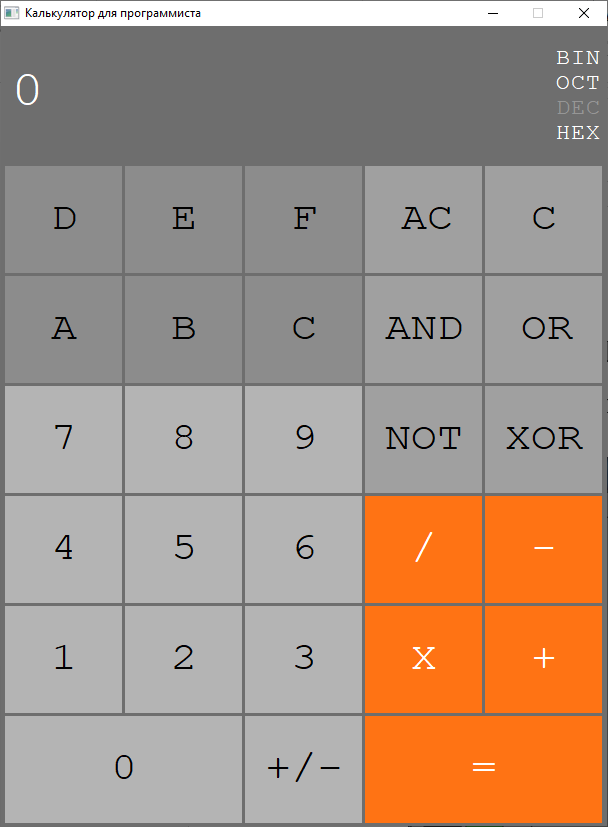 Калькулятор для программиста
0
BIN
OCT
DEC
HEX
D E F AC C
A B C AND OR
7 8 9 NOT XOR
4 5 6 / -
1 2 3 X +
0 +/- =